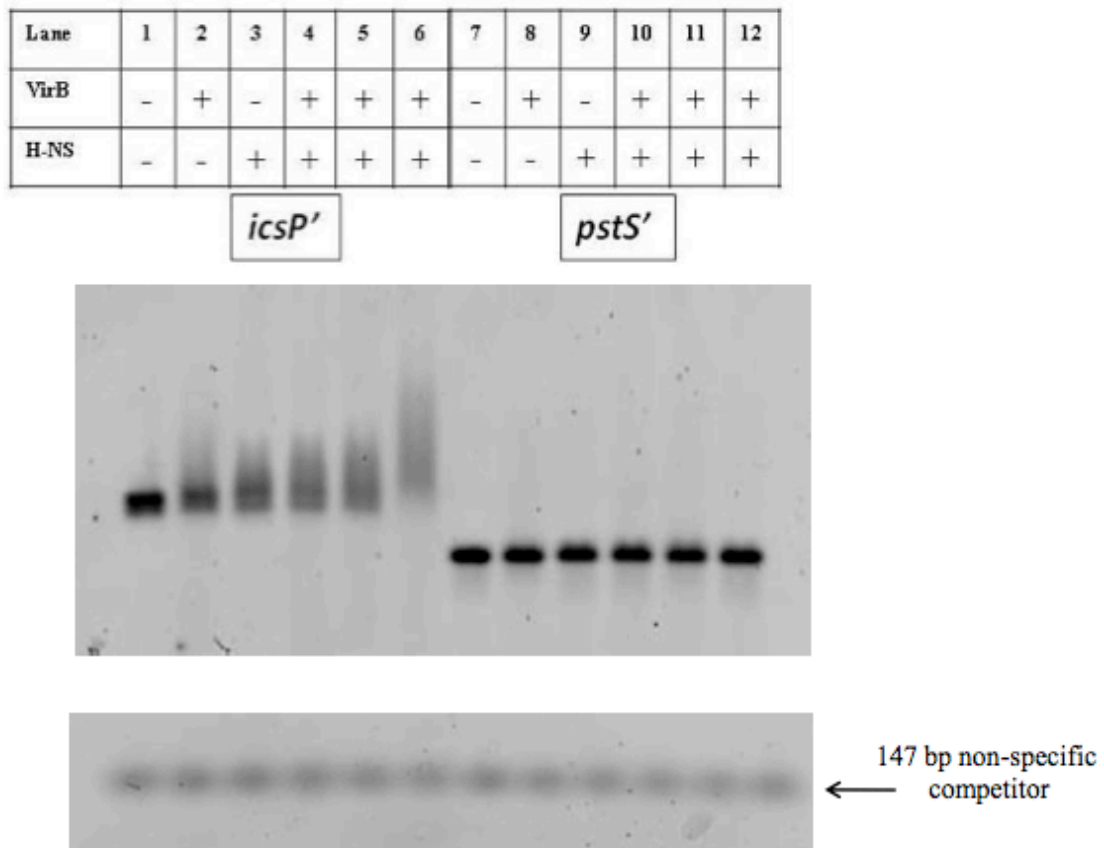 Lane 1 2 3 4 5 6 7 8 9 10 11 12
VirB - + - + + + - + - + + +
H-NS - - + + + + - - + + + +
icsP′ pstS′
147 bp non-specific
competitor